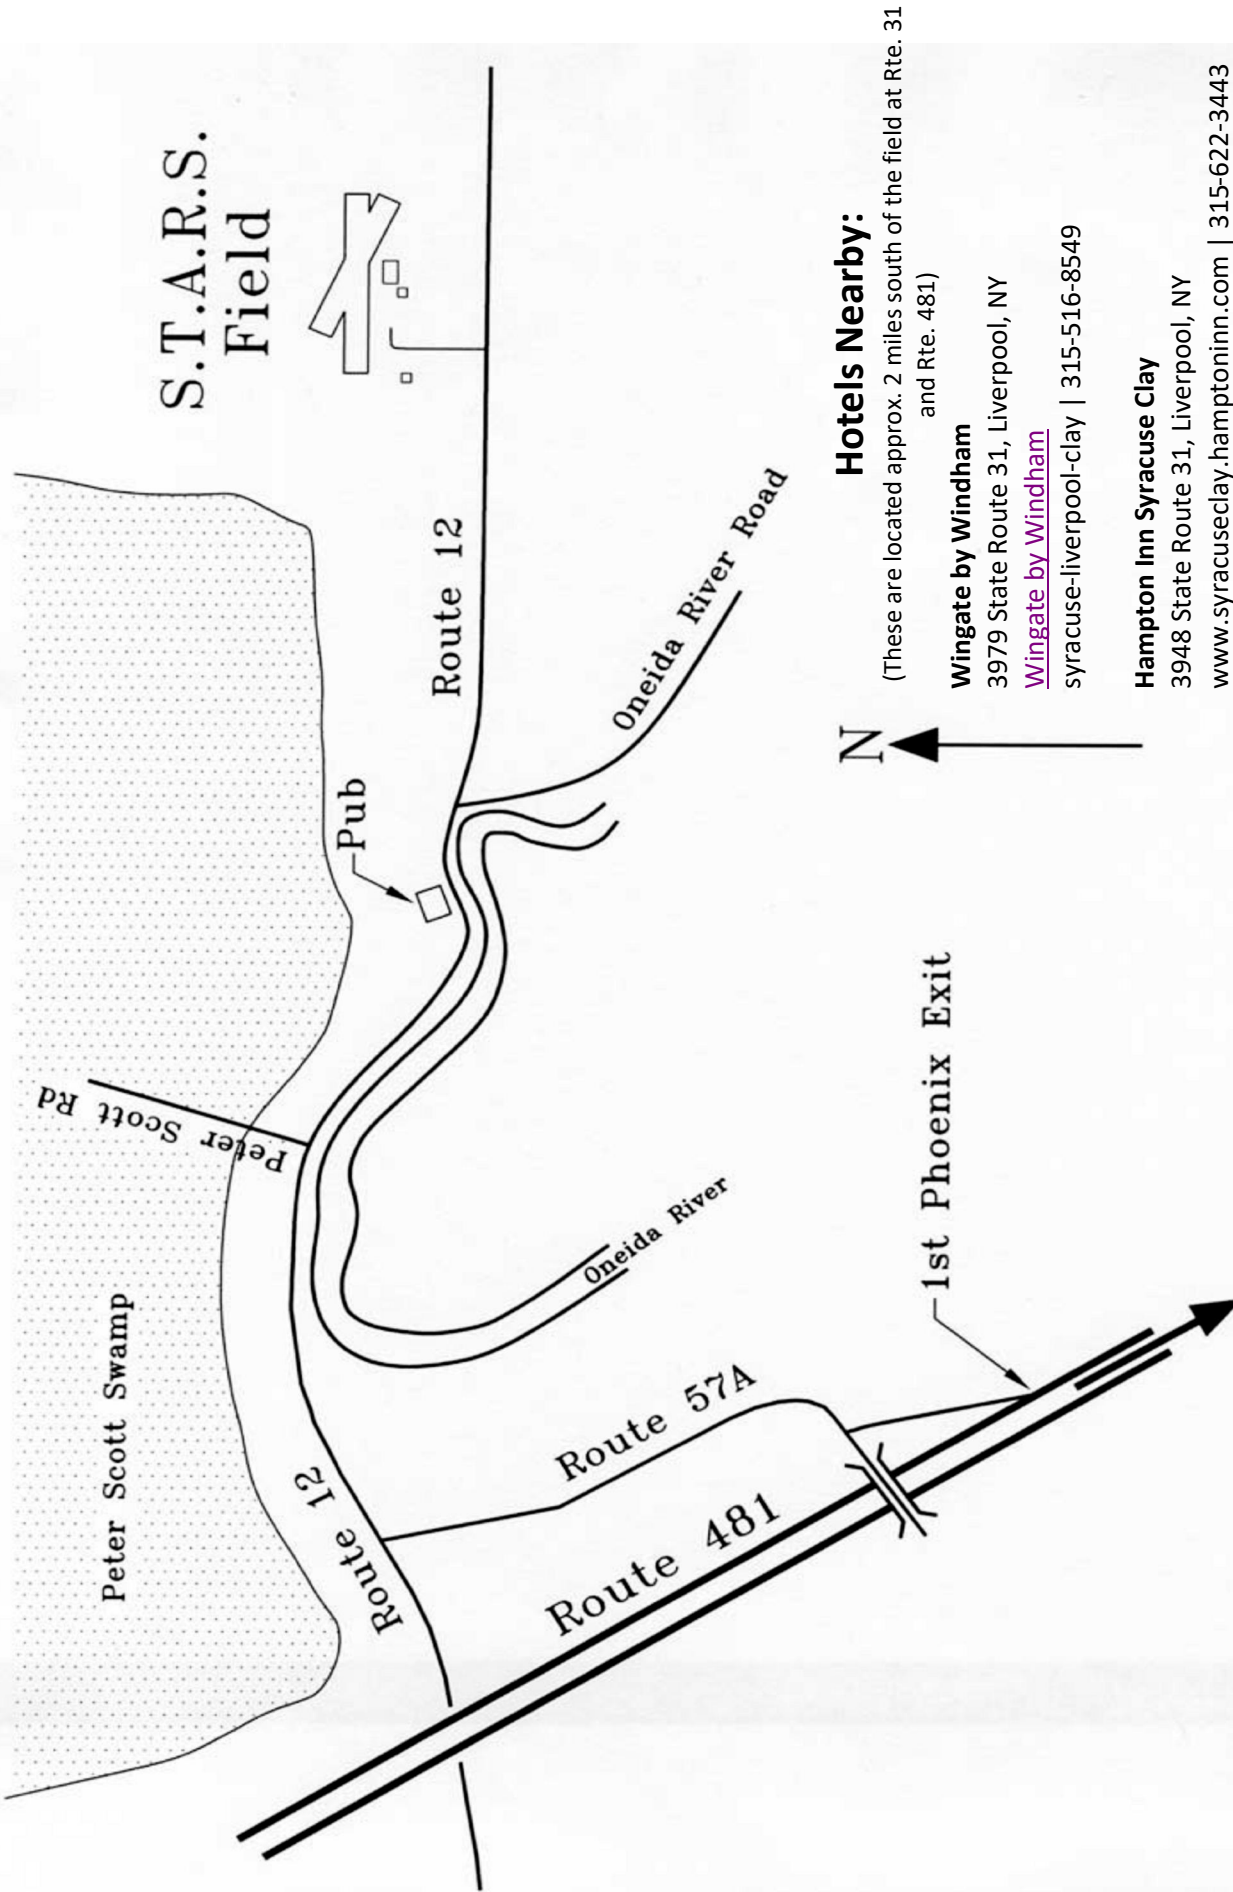 S.T.A.R.S.
Field
Peter Scott Swamp
Peter Scott Rd
Pub
Route 12
Route 12
Oneida River Road
Oneida River
Route 57A
Route 481
1st Phoenix Exit
N
Hotels Nearby:
(These are located approx. 2 miles south of the field at Rte. 31
and Rte. 481)
Wingate by Windham
3979 State Route 31, Liverpool, NY
Wingate by Windham
syracuse-liverpool-clay | 315-516-8549
Hampton Inn Syracuse Clay
3948 State Route 31, Liverpool, NY
www.syracuseclay.hamptoninn.com | 315-622-3443